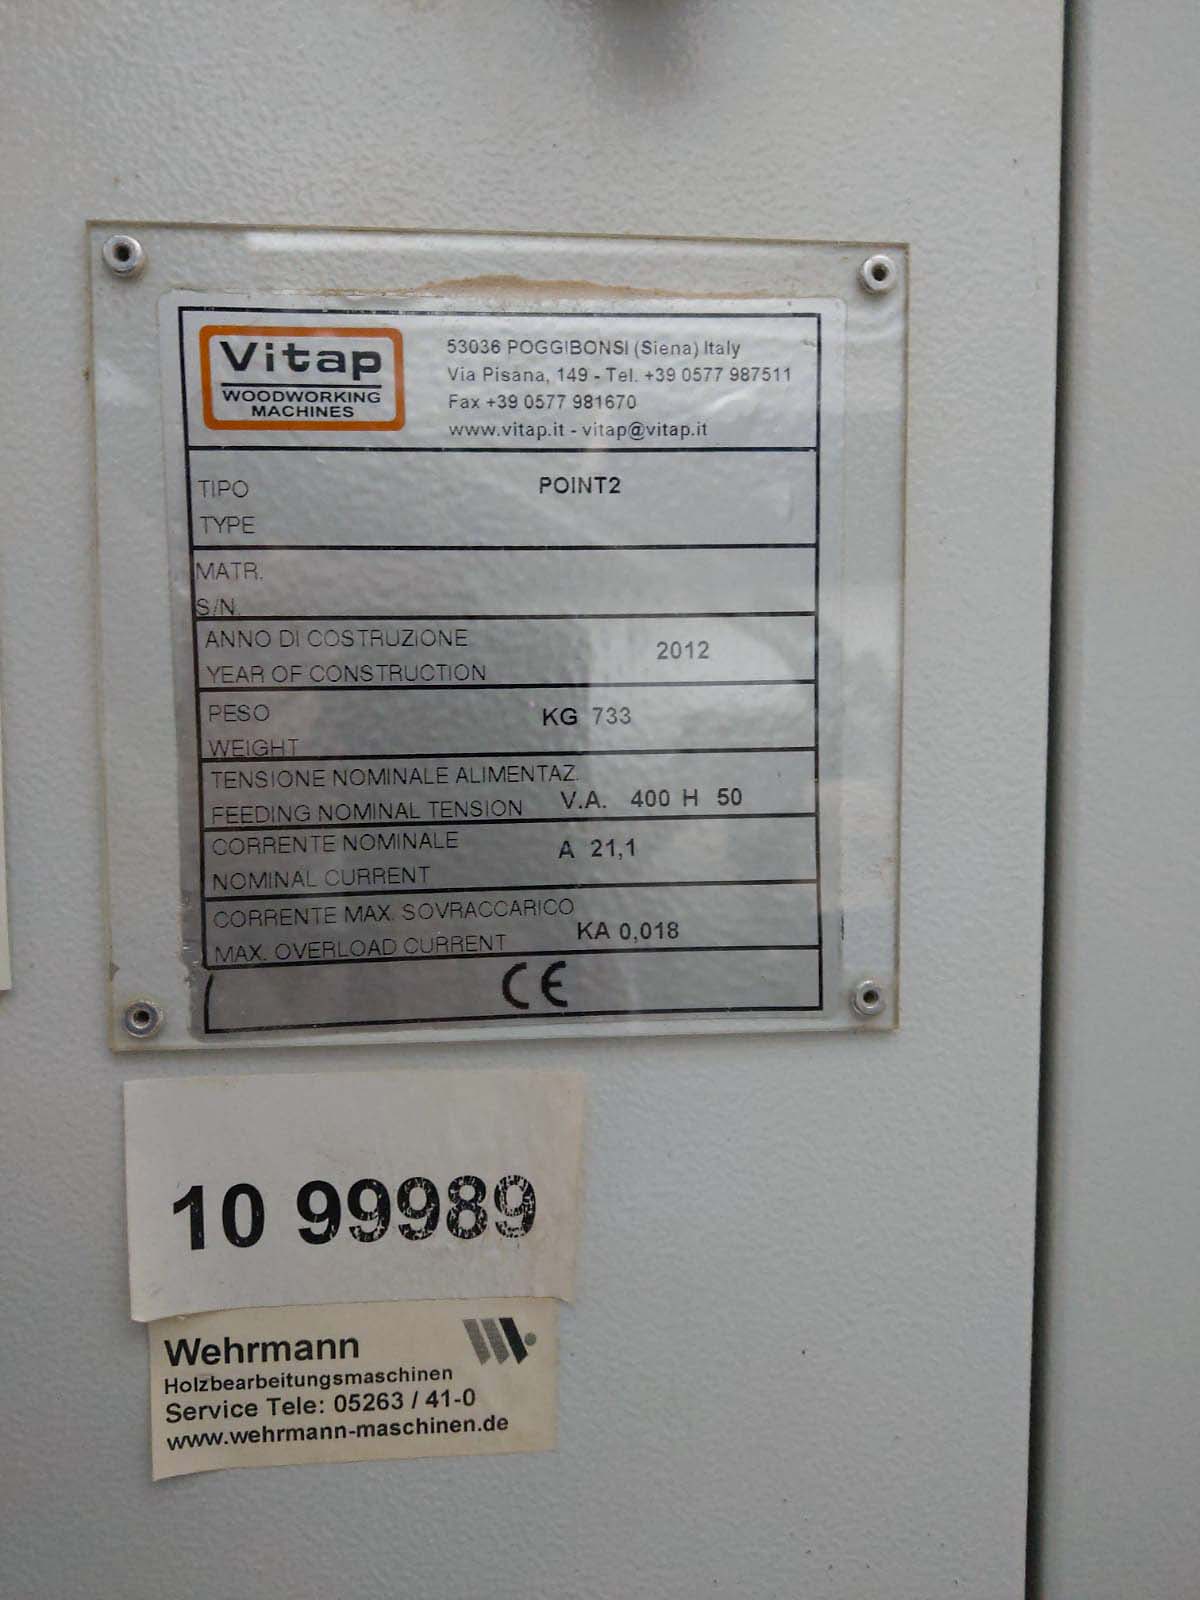 Vitap
WOODWORKING
MACHINES
53036 POGGIBONSI (Siena) Italy
Via Pisana, 149 - Tel. +39 0577 987511
Fax +39 0577 981670
www.vitap.it - vitap@vitap.it
TIPO
TYPE
POINT2
MATR.
S/N.
ANNO DI COSTRUZIONE
YEAR OF CONSTRUCTION
2012
PESO
WEIGHT
KG 733
TENSIONE NOMINALE ALIMENTAZ.
FEEDING NOMINAL TENSION
V.A. 400 H 50
CORRENTE NOMINALE
NOMINAL CURRENT
A 21,1
CORRENTE MAX. SOVRACCARICO
MAX. OVERLOAD CURRENT
KA 0,018
CE
10 99989
Wehrmann
Holzbearbeitungsmaschinen
Service Tele: 05263 / 41-0
www.wehrmann-maschinen.de